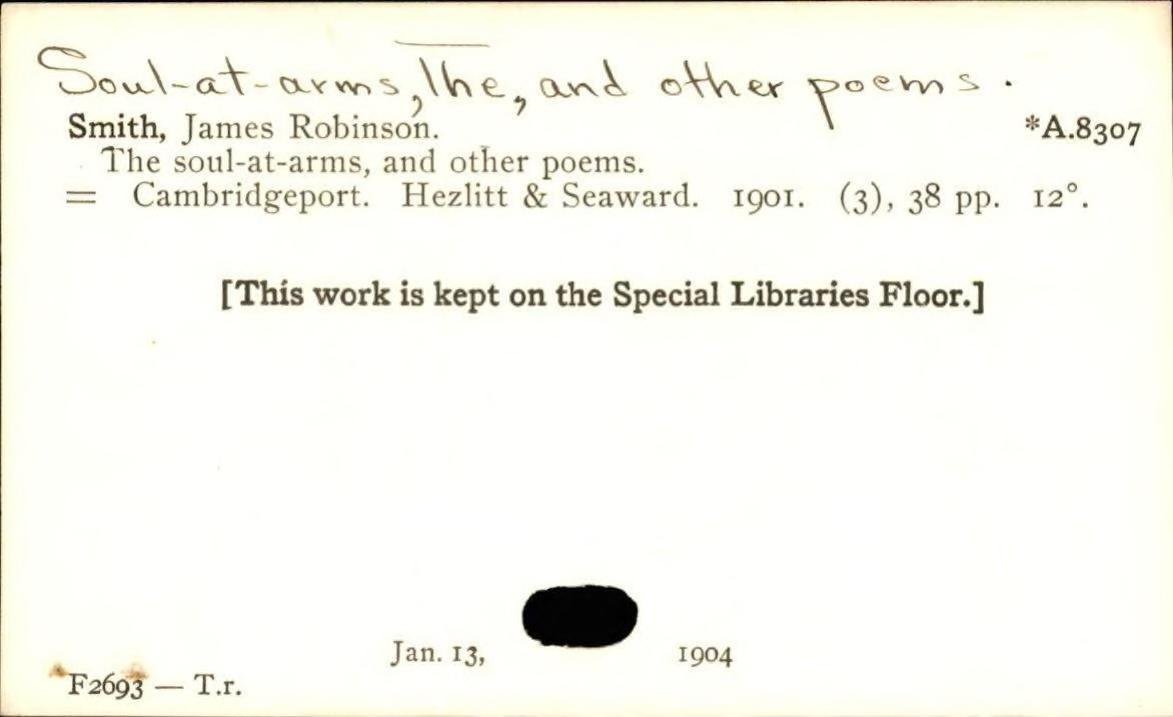 Soul-at-arms, The, and other poems.
Smith, James Robinson. *A.8307
The soul-at-arms, and other poems.
= Cambridgeport. Hezlitt & Seaward. 1901. (3), 38 pp. 12°.
[This work is kept on the Special Libraries Floor.]
Jan. 13, 1904
F2693 — T.r.